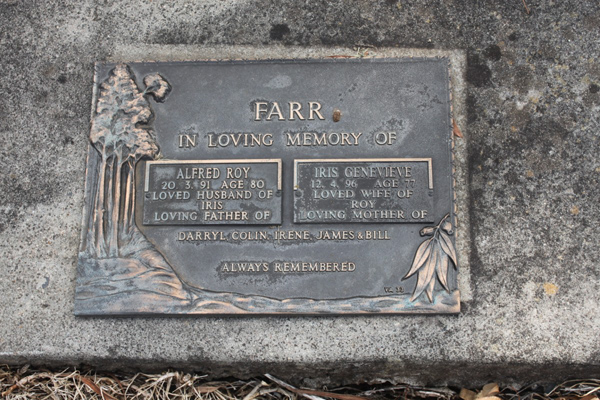 FARR
IN LOVING MEMORY OF
ALFRED ROY
20. 3. 91. AGE 80
LOVED HUSBAND OF
IRIS
LOVING FATHER OF
IRIS GENEVIEVE
12. 4. 96 AGE 77
LOVED WIFE OF
ROY
LOVING MOTHER OF
DARRYL, COLIN, IRENE, JAMES & BILL
ALWAYS REMEMBERED